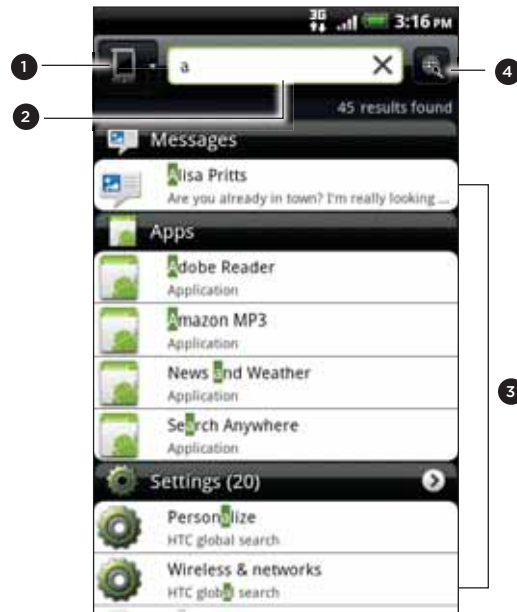 3G 3:16 PM
1
a
4
2
45 results found
Messages
Alisa Pritts
Are you already in town? I'm really looking ...
Apps
Adobe Reader
Application
Amazon MP3
Application
3
News and Weather
Application
Search Anywhere
Application
Settings (20)
Personalize
HTC global search
Wireless & networks
HTC global search